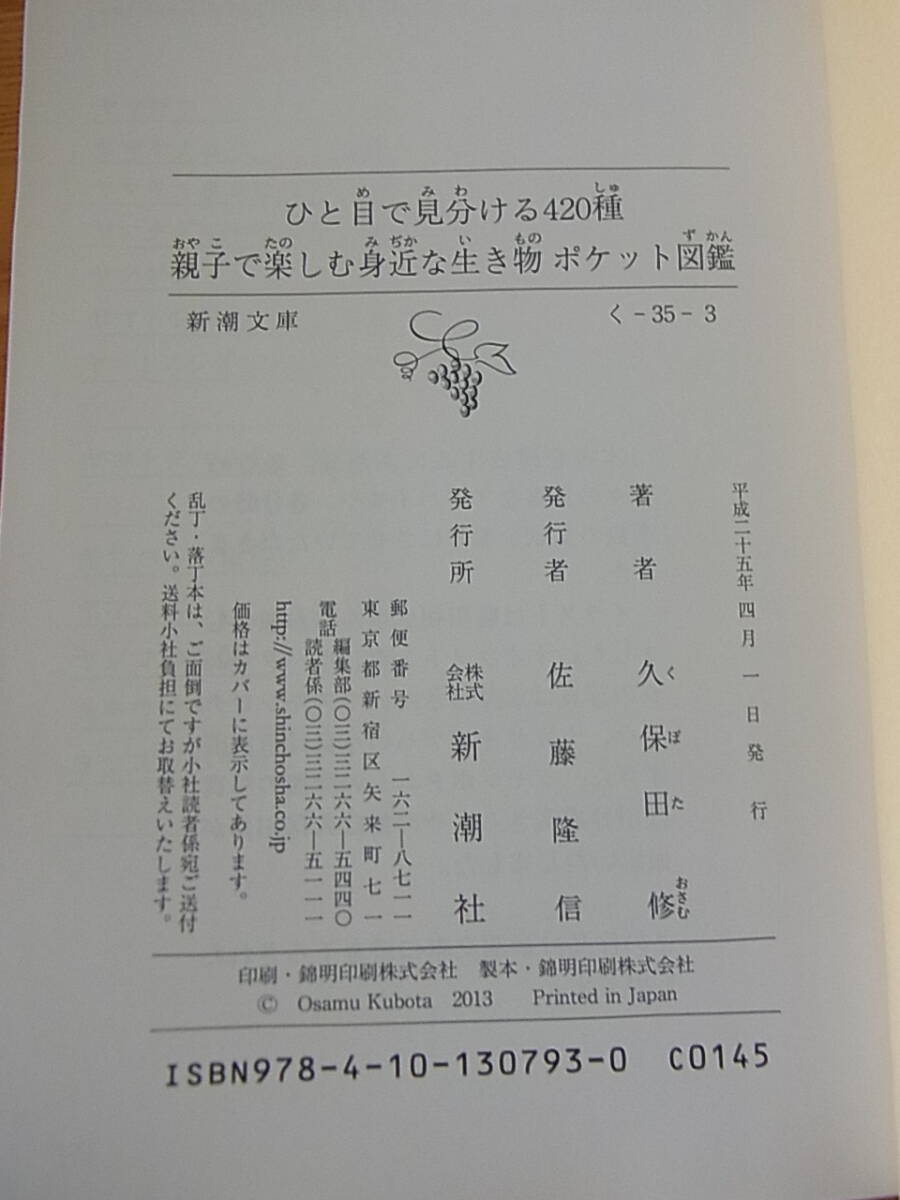 ひと目で見分ける420種
親子で楽しむ身近な生き物 ポケット図鑑
新潮文庫
く-35-3
平成二十五年四月一日発行
著者 久保田修
発行者 佐藤隆信
発行所 株式会社 新潮社
郵便番号 一六二―八七一一
東京都新宿区矢来町七一
電話 編集部(〇三)三二六六―五四四〇
読者係(〇三)三二六六―五一一一
http://www.shinchosha.co.jp
価格はカバーに表示してあります。
乱丁・落丁本は、ご面倒ですが小社読者係宛ご送付
ください。送料小社負担にてお取替えいたします。
印刷・錦明印刷株式会社 製本・錦明印刷株式会社
© Osamu Kubota 2013 Printed in Japan
ISBN978-4-10-130793-0 C0145